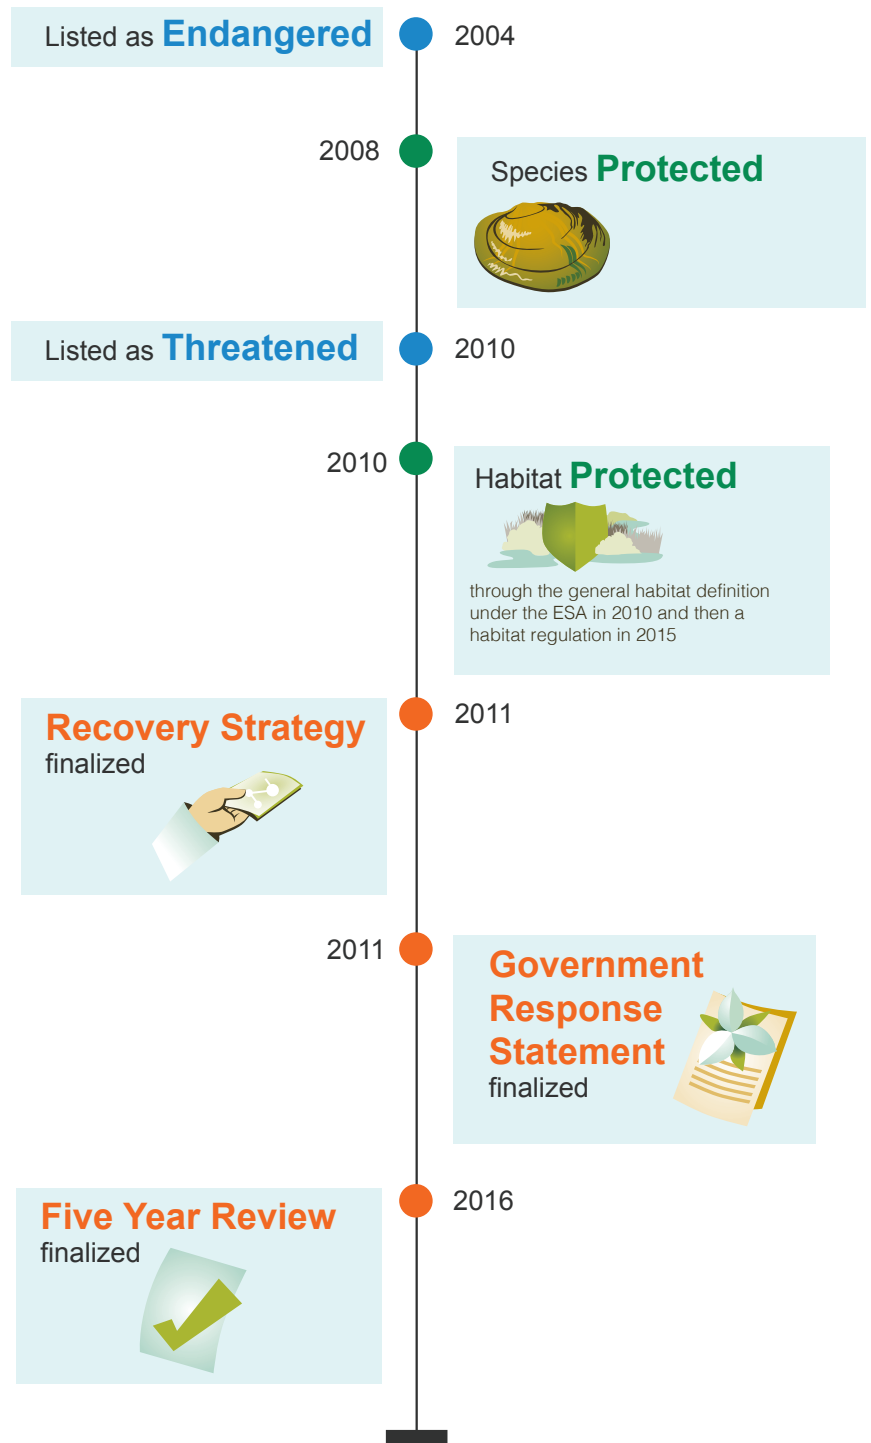 Listed as Endangered
2004
2008
Species Protected
Listed as Threatened
2010
2010
Habitat Protected
through the general habitat definition
under the ESA in 2010 and then a
habitat regulation in 2015
Recovery Strategy
finalized
2011
2011
Government
Response
Statement
finalized
Five Year Review
finalized
2016